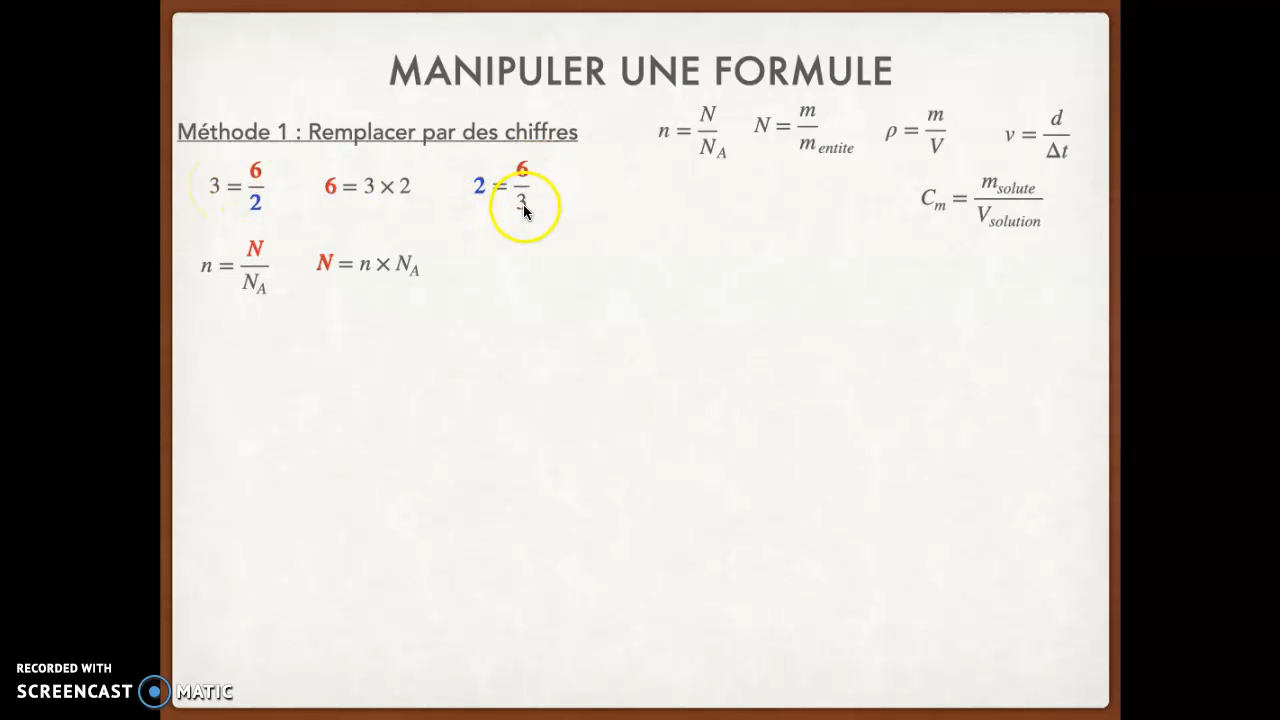 MANIPULER UNE FORMULE
Méthode 1 : Remplacer par des chiffres
n = N/N_A N = m/m_entite ρ = m/V v = d/Δt
3 = 6/2 6 = 3 × 2 2 = 6/3
C_m = m_solute/V_solution
n = N/N_A N = n × N_A
RECORDED WITH
SCREENCAST MATIC